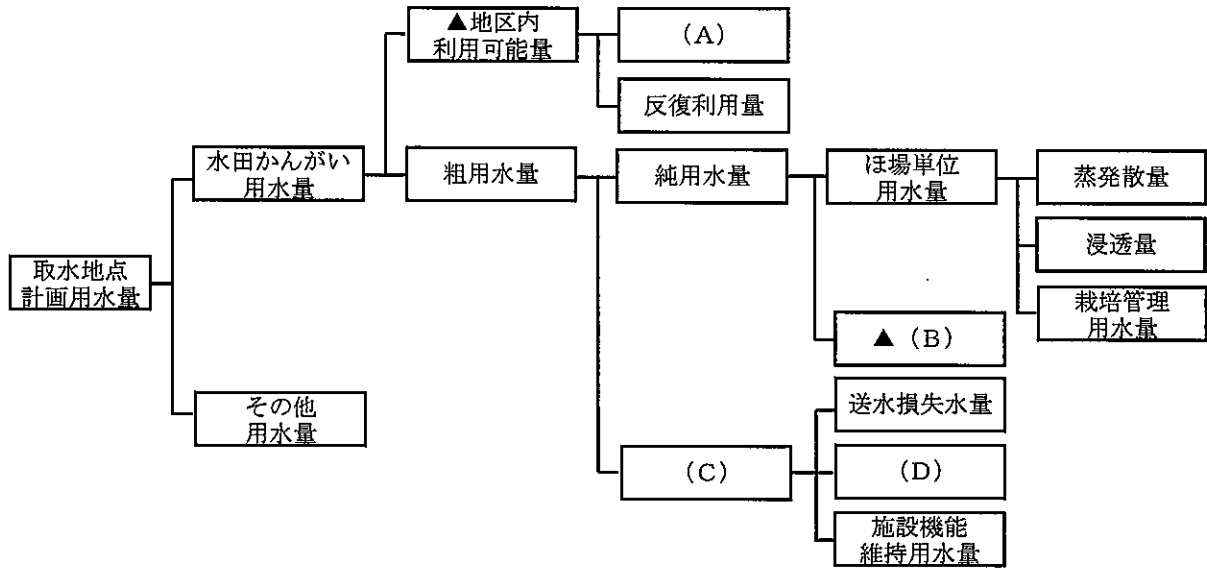 ▲地区内
利用可能量
(A)
反復利用量
水田かんがい
用水量
粗用水量
純用水量
ほ場単位
用水量
蒸発散量
浸透量
栽培管理
用水量
取水地点
計画用水量
▲ (B)
その他
用水量
送水損失水量
(C)
(D)
施設機能
維持用水量